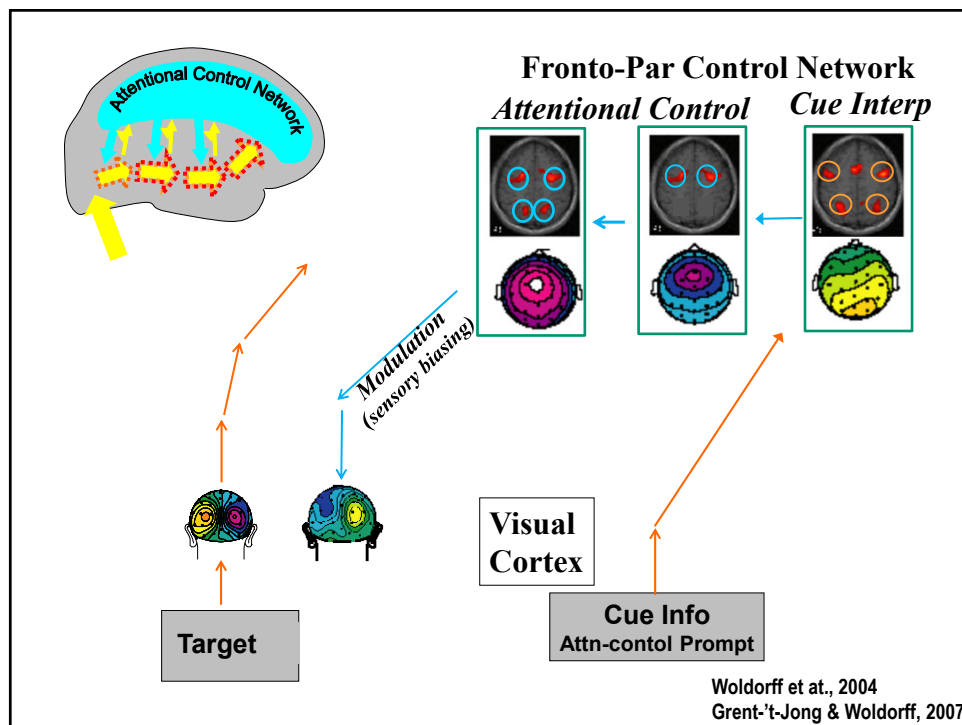 Attentional Control Network
Fronto-Par Control Network
Attentional Control
Cue Interp
Modulation
(sensory biasing)
Visual
Cortex
Target
Cue Info
Attn-contol Prompt
Woldorff et at., 2004
Grent-'t-Jong & Woldorff, 2007